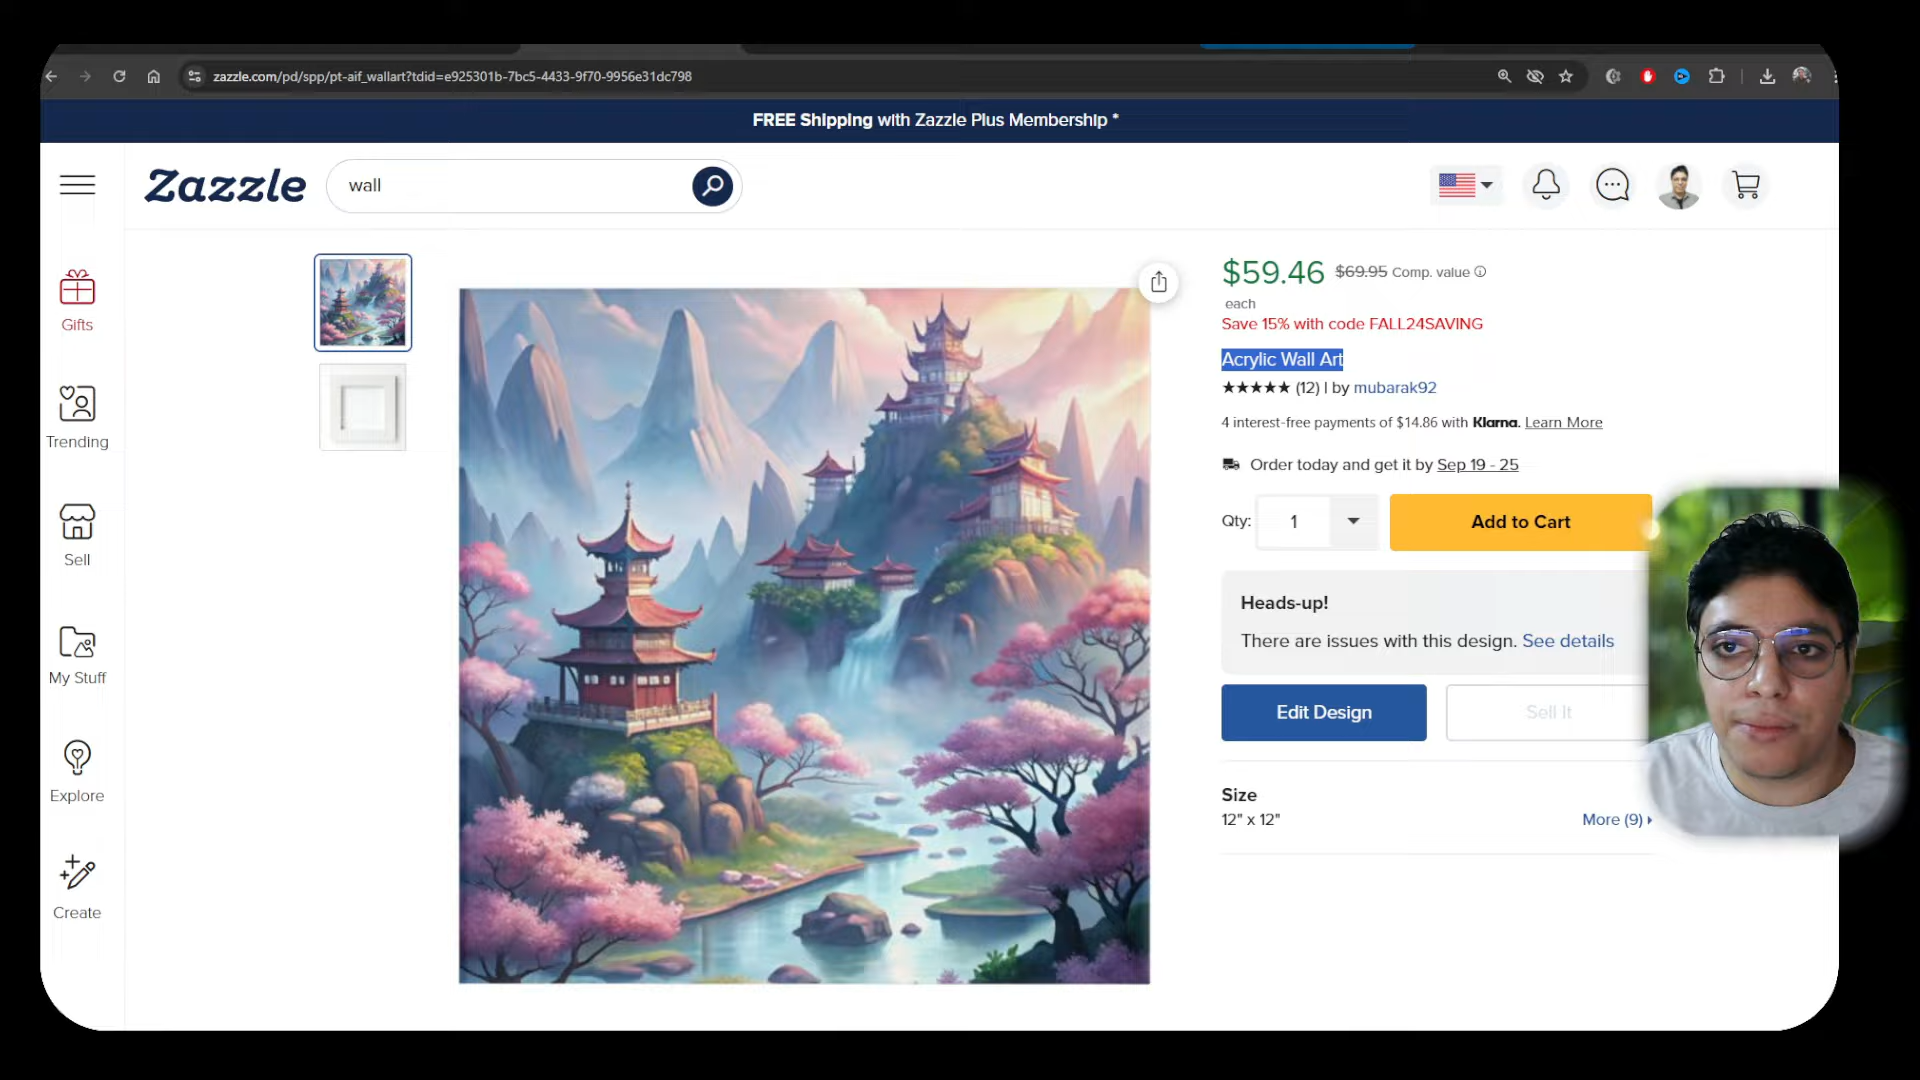 zazzle.com/pd/spp/pt-aif_wallart?tdid=e925301b-7bc5-4433-9f70-9956e31dc798
FREE Shipping with Zazzle Plus Membership *
Zazzle
wall
Gifts
Trending
Sell
My Stuff
Explore
Create
$59.46 $69.95 Comp. value
each
Save 15% with code FALL24SAVING
Acrylic Wall Art
★★★★★ (12) | by mubarak92
4 interest-free payments of $14.86 with Klarna. Learn More
Order today and get it by Sep 19 - 25
Qty: 1 Add to Cart
Heads-up!
There are issues with this design. See details
Edit Design Sell It
Size
12" x 12" More (9)